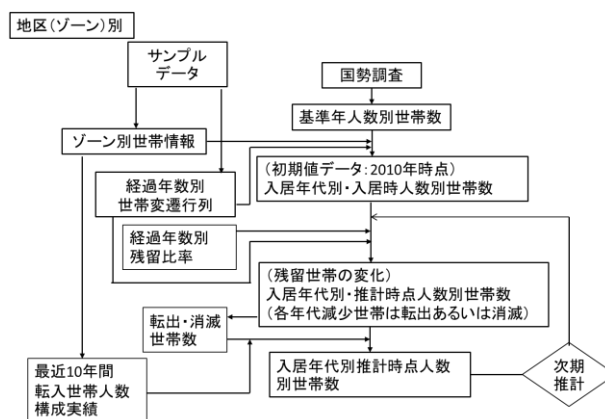 地区(ゾーン)別
サンプル
データ
国勢調査
基準年人数別世帯数
ゾーン別世帯情報
(初期値データ:2010年時点)
入居年代別・入居時人数別世帯数
経過年数別
世帯変遷行列
経過年数別
残留比率
(残留世帯の変化)
入居年代別・推計時点人数別世帯数
(各年代減少世帯は転出あるいは消滅)
転出・消滅
世帯数
入居年代別推計時点人数
別世帯数
次期
推計
最近10年間
転入世帯人数
構成実績